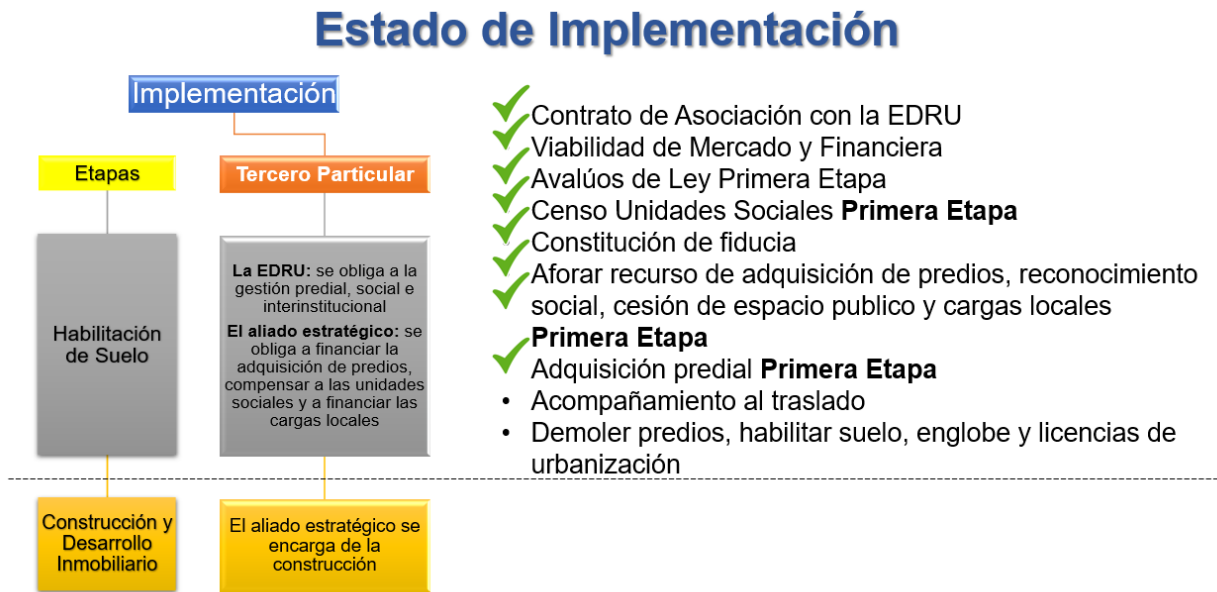 Estado de Implementación
Implementación
Etapas
Tercero Particular
Habilitación
de Suelo
La EDRU: se obliga a la
gestión predial, social e
interinstitucional
El aliado estratégico: se
obliga a financiar la
adquisición de predios,
compensar a las unidades
sociales y a financiar las
cargas locales
Construcción y
Desarrollo
Inmobiliario
El aliado estratégico se
encarga de la
construcción
Contrato de Asociación con la EDRU
Viabilidad de Mercado y Financiera
Avalúos de Ley Primera Etapa
Censo Unidades Sociales Primera Etapa
Constitución de fiducia
Aforar recurso de adquisición de predios, reconocimiento
social, cesión de espacio publico y cargas locales
Primera Etapa
Adquisición predial Primera Etapa
• Acompañamiento al traslado
• Demoler predios, habilitar suelo, englobe y licencias de
urbanización